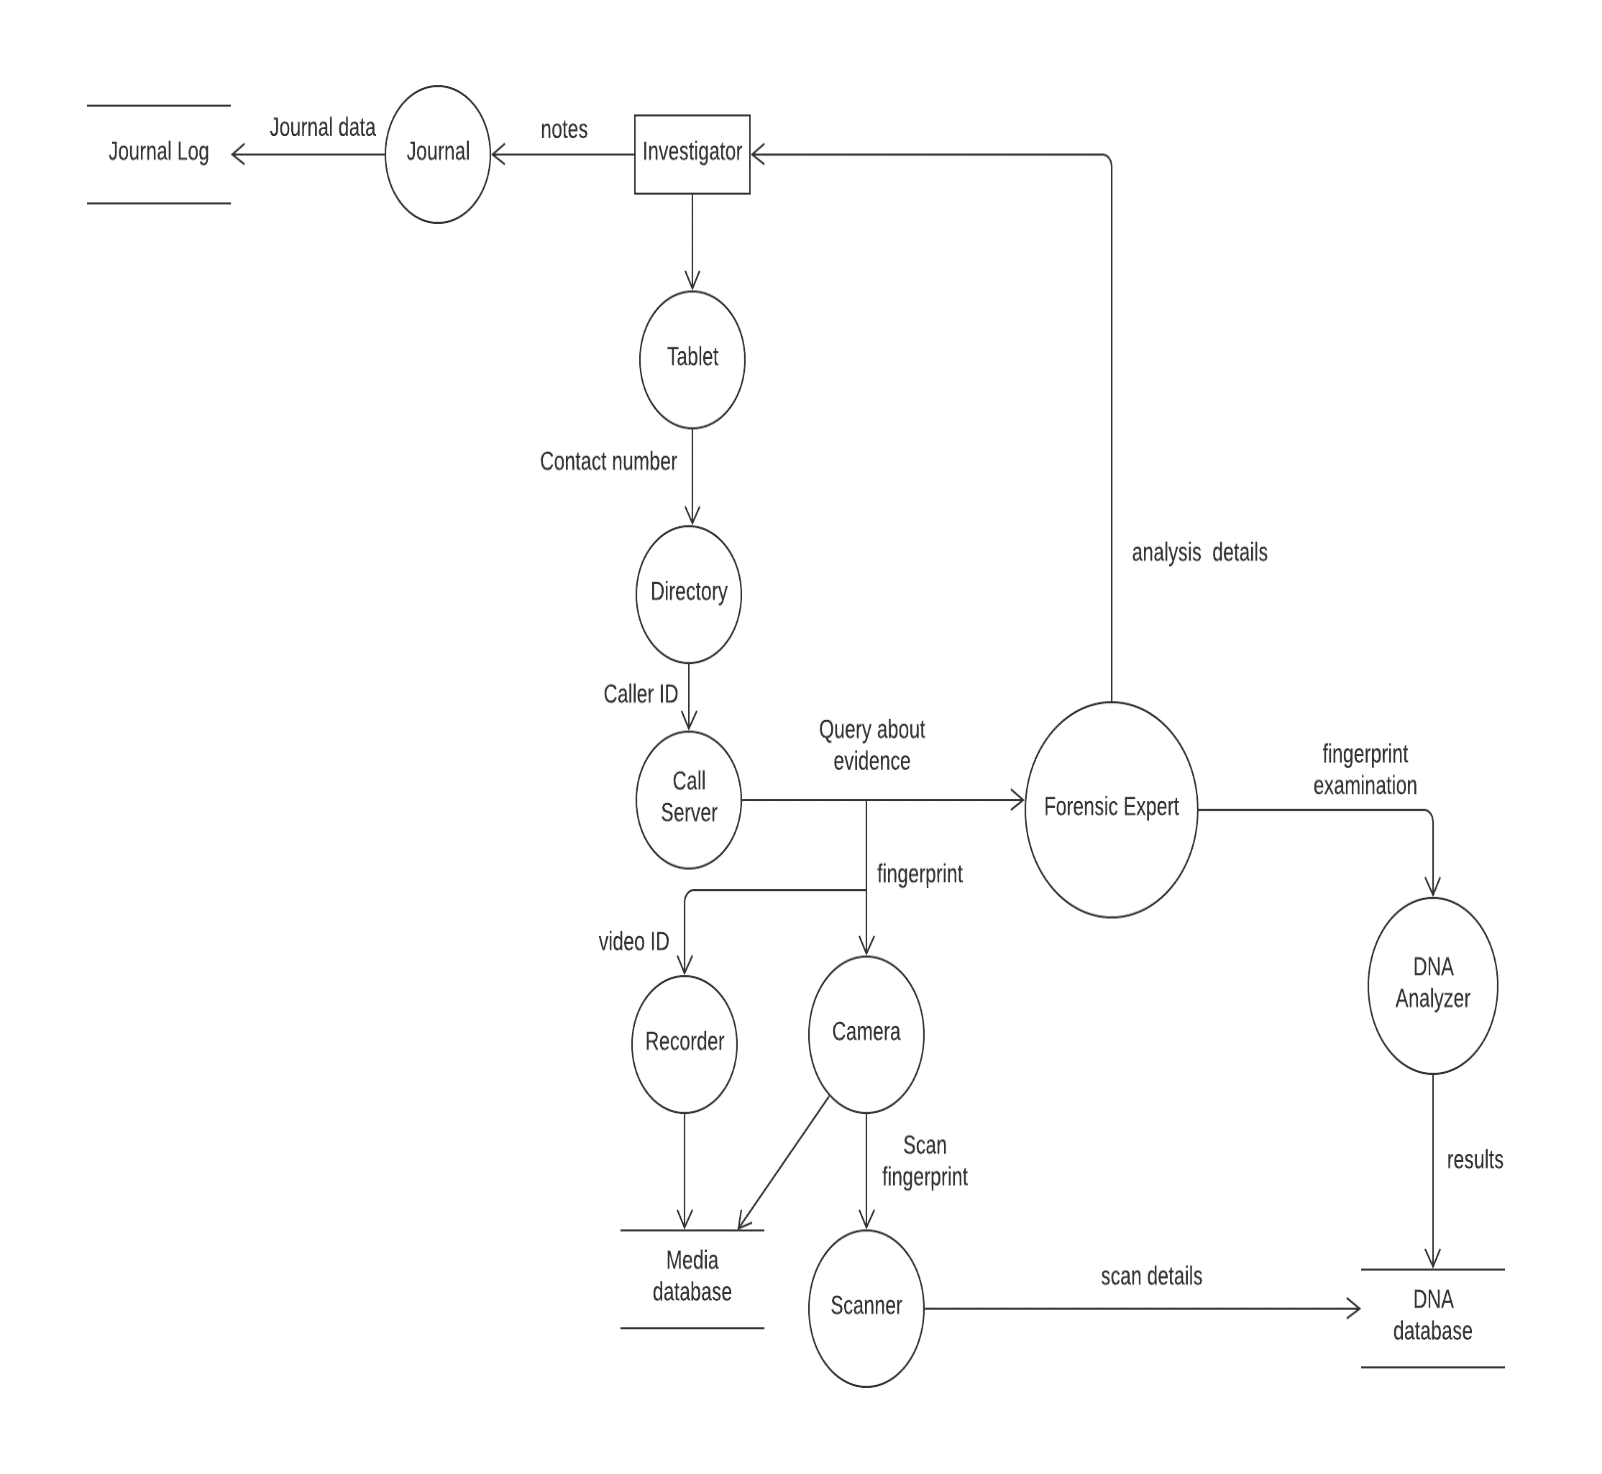 Journal Log
Journal data
Journal
notes
Investigator
Tablet
Contact number
Directory
analysis  details
Caller ID
Call
Server
Query about
evidence
Forensic Expert
fingerprint
examination
fingerprint
video ID
Recorder
Camera
DNA
Analyzer
Scan
fingerprint
results
Media
database
Scanner
scan details
DNA
database